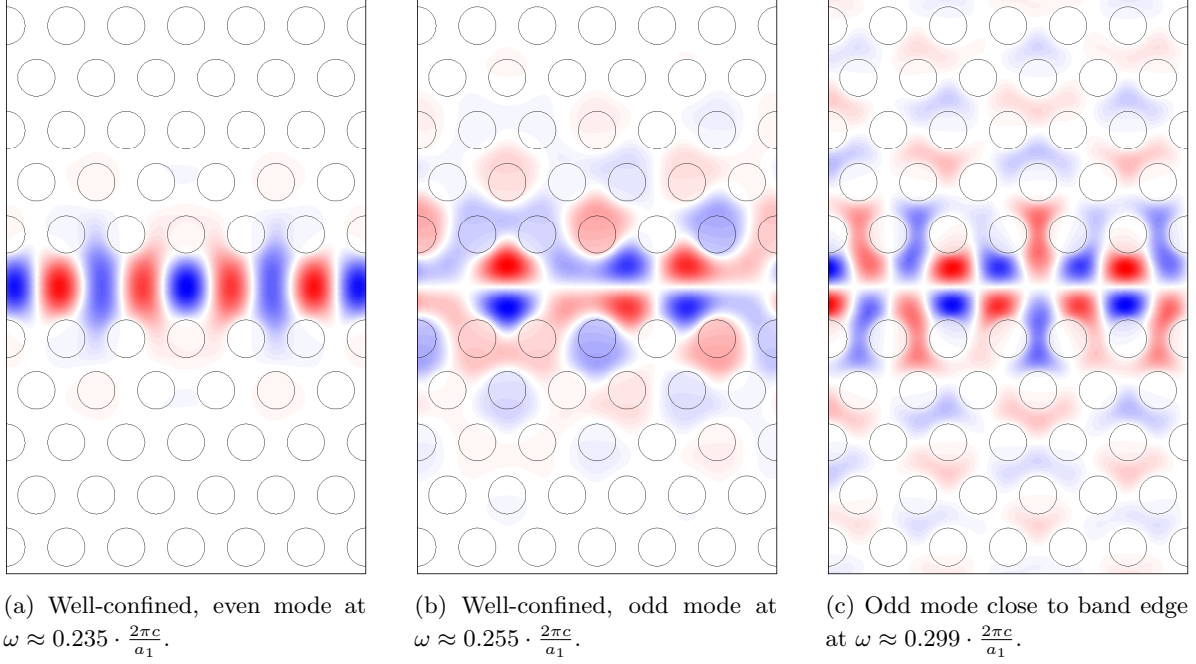 (a) Well-confined, even mode at
ω ≈ 0.235 · 2πc/a₁.
(b) Well-confined, odd mode at
ω ≈ 0.255 · 2πc/a₁.
(c) Odd mode close to band edge
at ω ≈ 0.299 · 2πc/a₁.